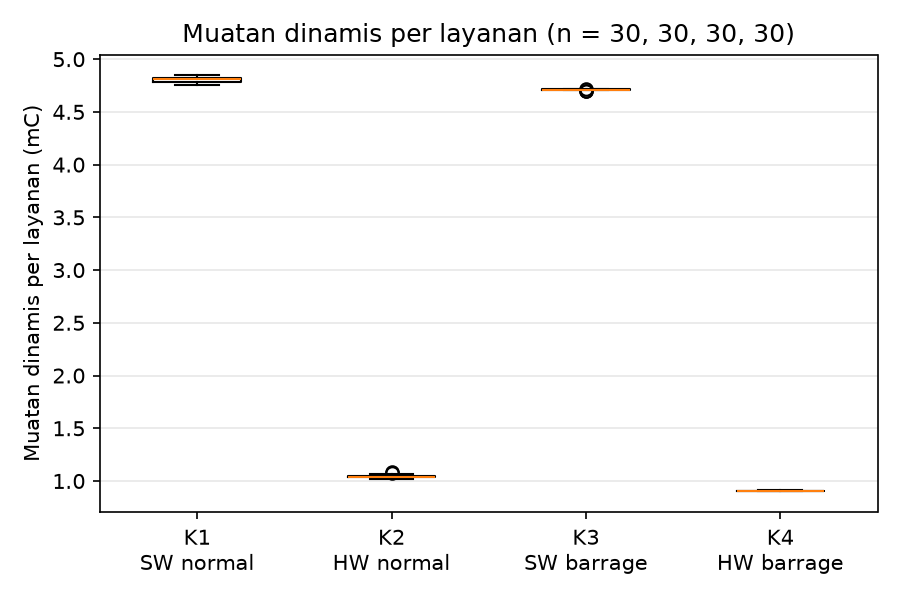 Muatan dinamis per layanan (n = 30, 30, 30, 30)
Muatan dinamis per layanan (mC)
5.0
4.5
4.0
3.5
3.0
2.5
2.0
1.5
1.0
K1
SW normal
K2
HW normal
K3
SW barrage
K4
HW barrage